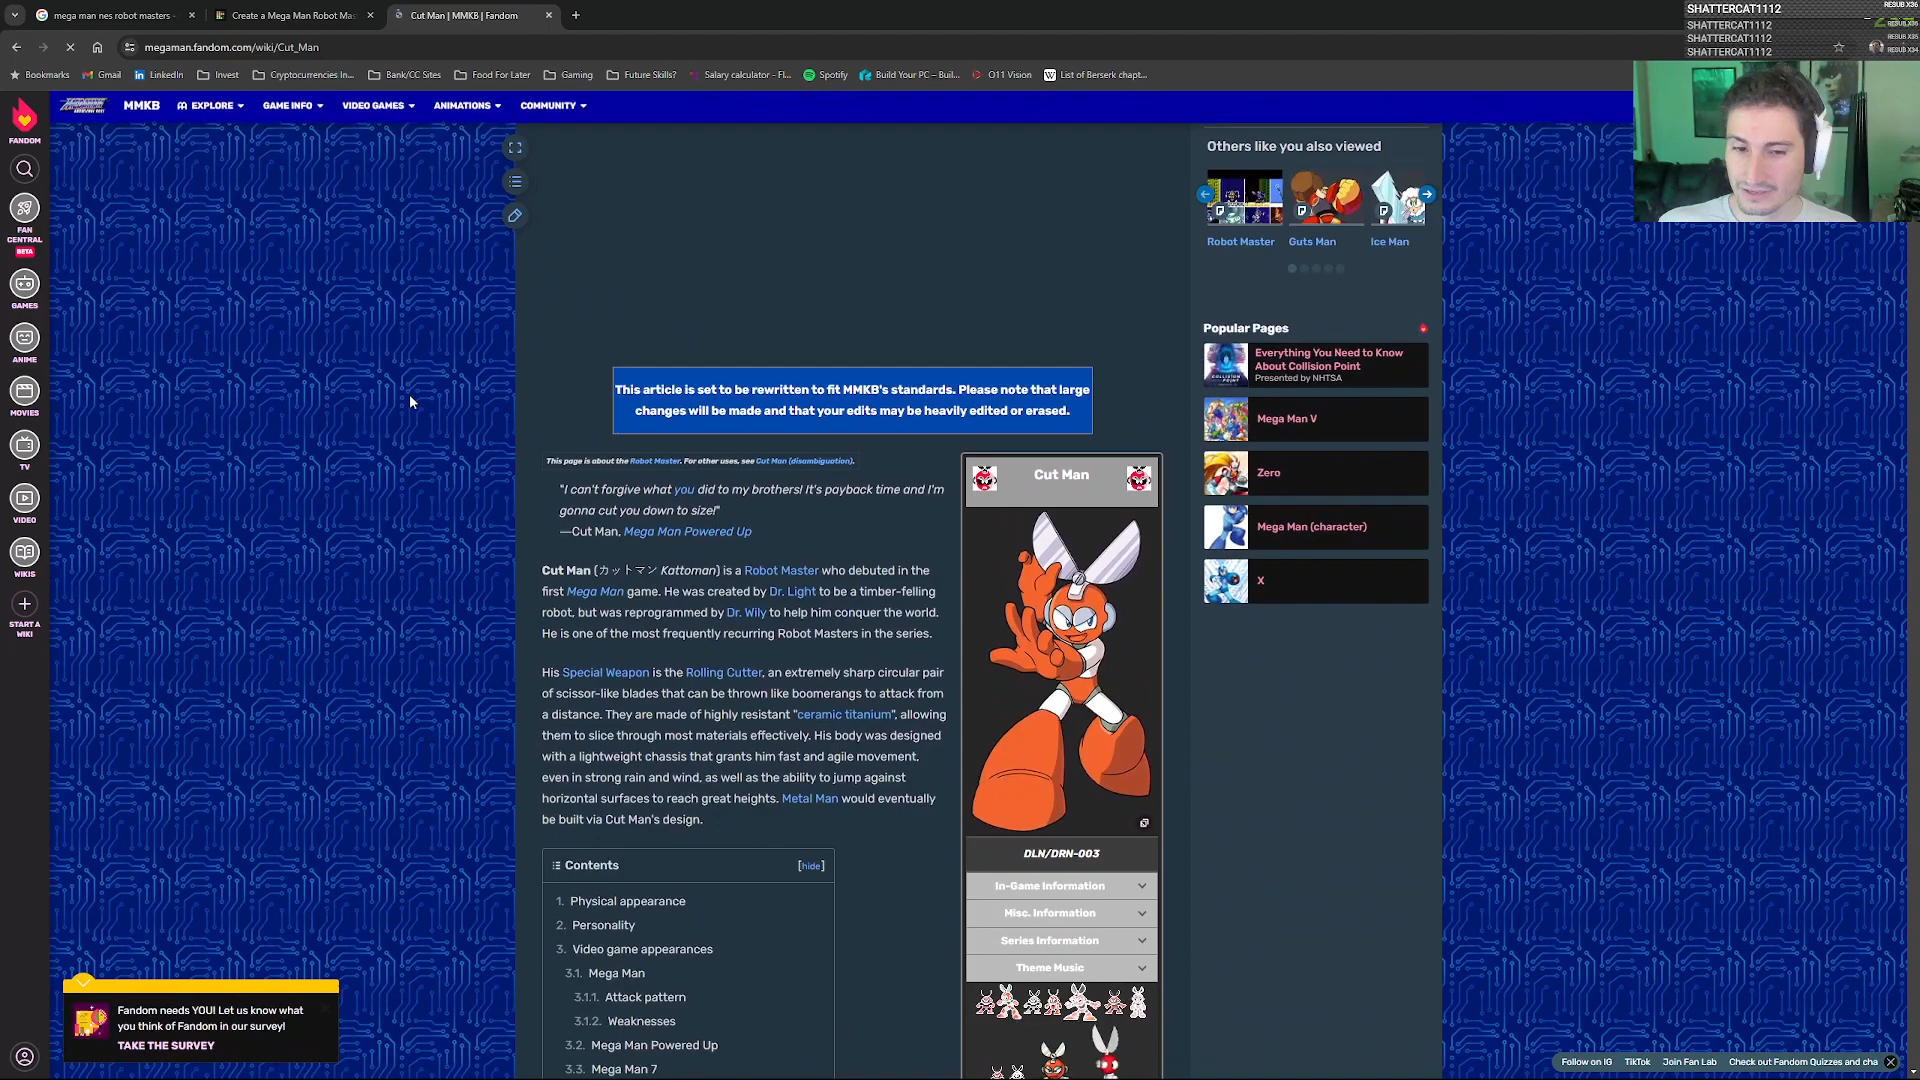 mega man nes robot masters -
Create a Mega Man Robot Mas
Cut Man | MMKB | Fandom
megaman.fandom.com/wiki/Cut_Man
Bookmarks
Gmail
LinkedIn
Invest
Cryptocurrencies In...
Bank/CC Sites
Food For Later
Gaming
Future Skills?
Salary calculator - Fl...
Spotify
Build Your PC – Buil...
O11 Vision
List of Berserk chapt...
SHATTERCAT1112
RESUB X36
SHATTERCAT1112
RESUB X36
SHATTERCAT1112
RESUB X35
SHATTERCAT1112
RESUB X34
MMKB
EXPLORE
GAME INFO
VIDEO GAMES
ANIMATIONS
COMMUNITY
FANDOM
FAN
CENTRAL
BETA
GAMES
ANIME
MOVIES
TV
VIDEO
WIKIS
START A
WIKI
This article is set to be rewritten to fit MMKB's standards. Please note that large
changes will be made and that your edits may be heavily edited or erased.
This page is about the Robot Master. For other uses, see Cut Man (disambiguation).
"I can't forgive what you did to my brothers! It's payback time and I'm
gonna cut you down to size!"
—Cut Man, Mega Man Powered Up
Cut Man (カットマン Kattoman) is a Robot Master who debuted in the
first Mega Man game. He was created by Dr. Light to be a timber-felling
robot, but was reprogrammed by Dr. Wily to help him conquer the world.
He is one of the most frequently recurring Robot Masters in the series.
His Special Weapon is the Rolling Cutter, an extremely sharp circular pair
of scissor-like blades that can be thrown like boomerangs to attack from
a distance. They are made of highly resistant "ceramic titanium", allowing
them to slice through most materials effectively. His body was designed
with a lightweight chassis that grants him fast and agile movement,
even in strong rain and wind, as well as the ability to jump against
horizontal surfaces to reach great heights. Metal Man would eventually
be built via Cut Man's design.
Contents
[hide]
1. Physical appearance
2. Personality
3. Video game appearances
3.1. Mega Man
3.1.1. Attack pattern
3.1.2. Weaknesses
3.2. Mega Man Powered Up
3.3. Mega Man 7
Cut Man
DLN/DRN-003
In-Game Information
Misc. Information
Series Information
Theme Music
Others like you also viewed
Robot Master
Guts Man
Ice Man
Popular Pages
Everything You Need to Know
About Collision Point
Presented by NHTSA
Mega Man V
Zero
Mega Man (character)
X
Fandom needs YOU! Let us know what
you think of Fandom in our survey!
TAKE THE SURVEY
Follow on IG
TikTok
Join Fan Lab
Check out Fandom Quizzes and cha